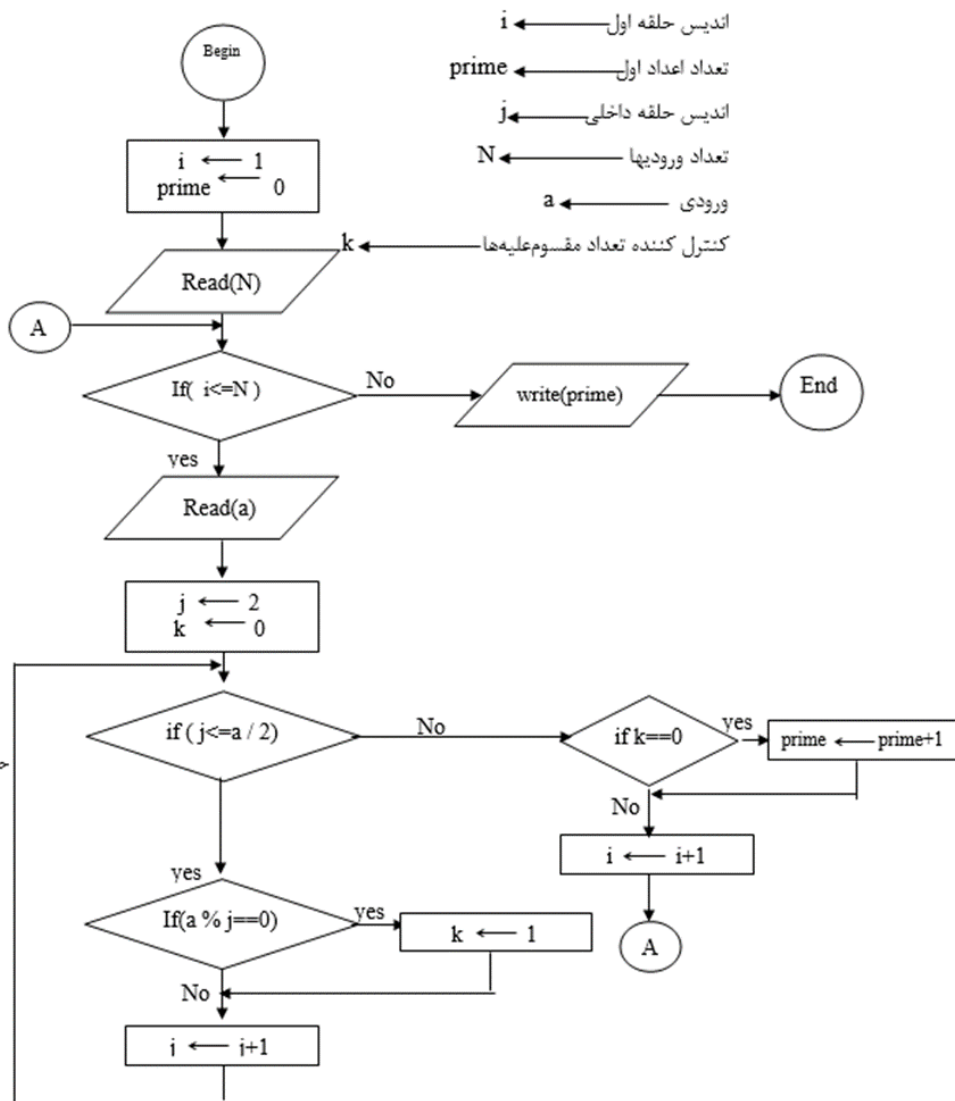 Begin
i ← 1
prime ← 0
Read(N)
A
If( i<=N )
No
write(prime)
End
yes
Read(a)
j ← 2
k ← 0
if ( j<=a / 2)
No
if k==0
yes
prime ← prime+1
No
i ← i+1
A
yes
If(a % j==0)
yes
k ← 1
No
j ← j+1
اندیس حلقه اول → i
تعداد اعداد اول → prime
اندیس حلقه داخلی → j
تعداد ورودیها → N
ورودی → a
کنترل کننده تعداد مقسوم‌علیه‌ها → k